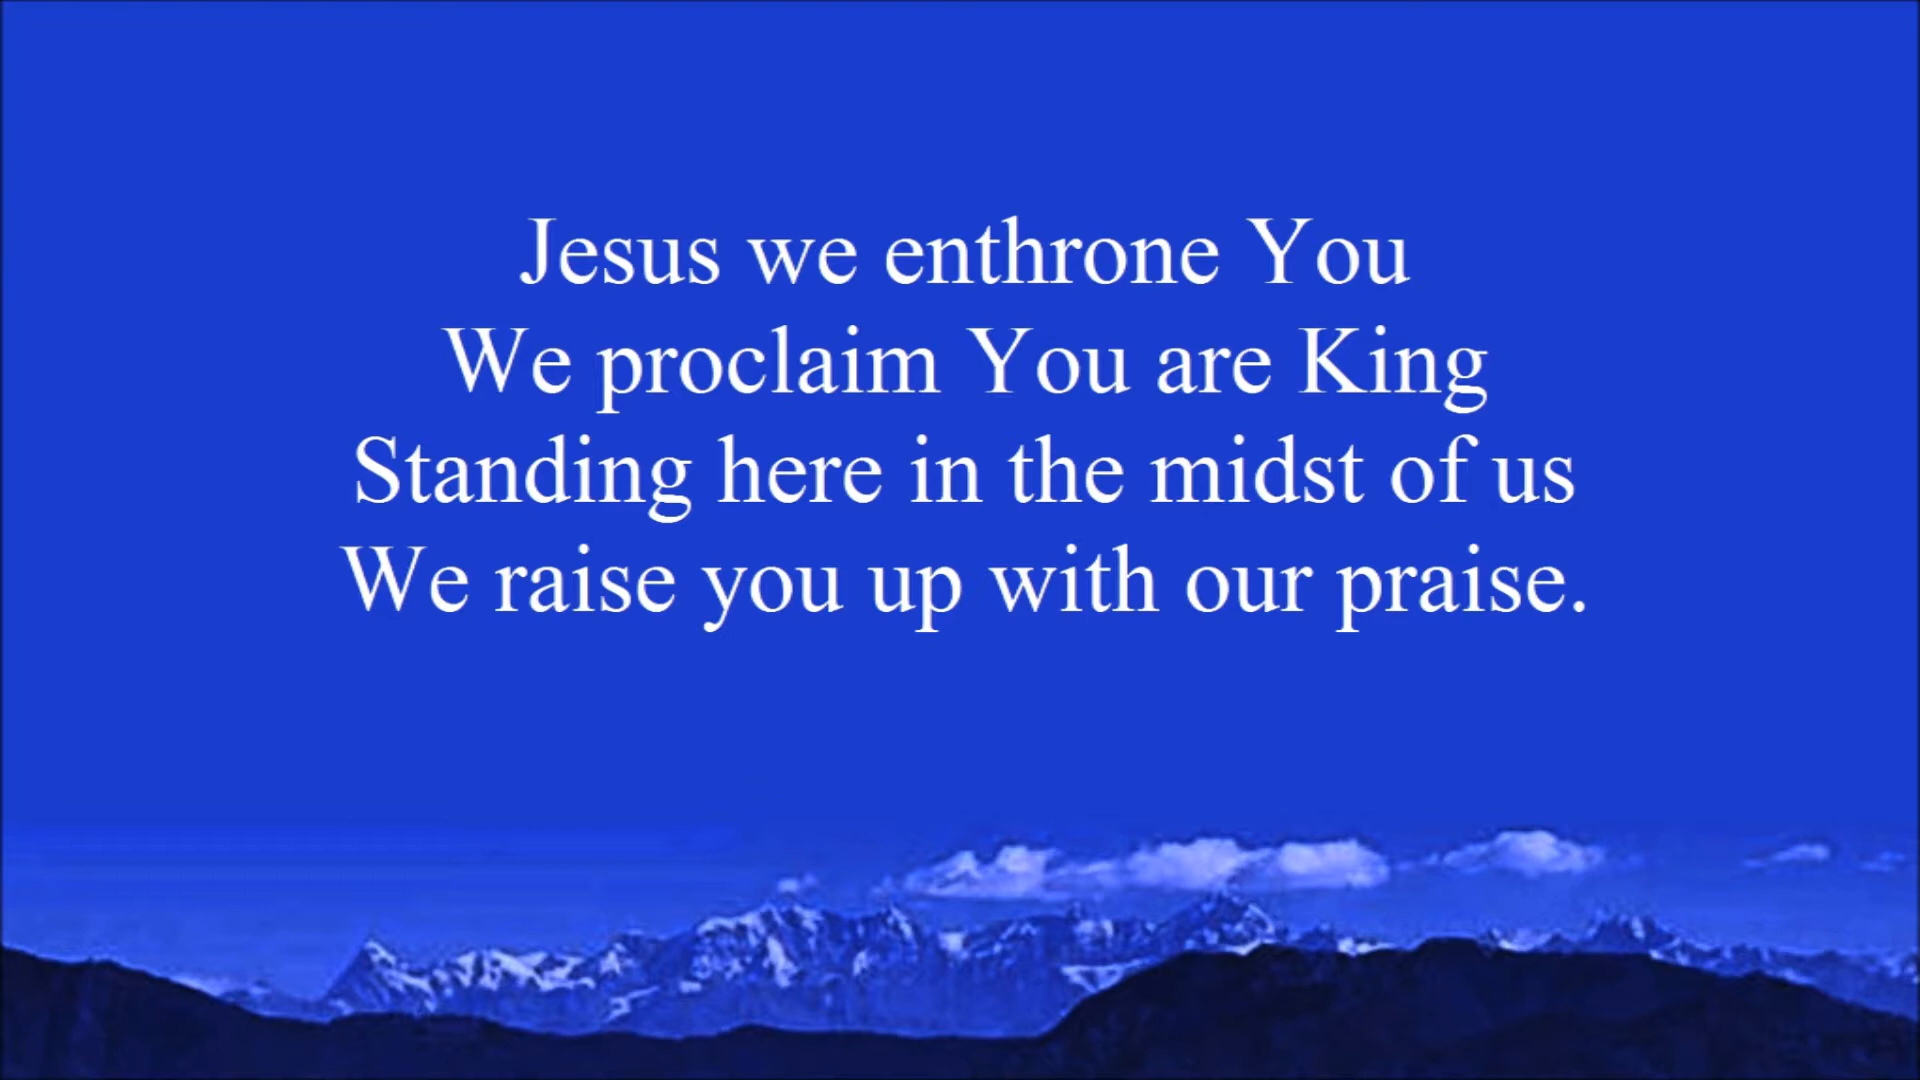 Jesus we enthrone You
We proclaim You are King
Standing here in the midst of us
We raise you up with our praise.